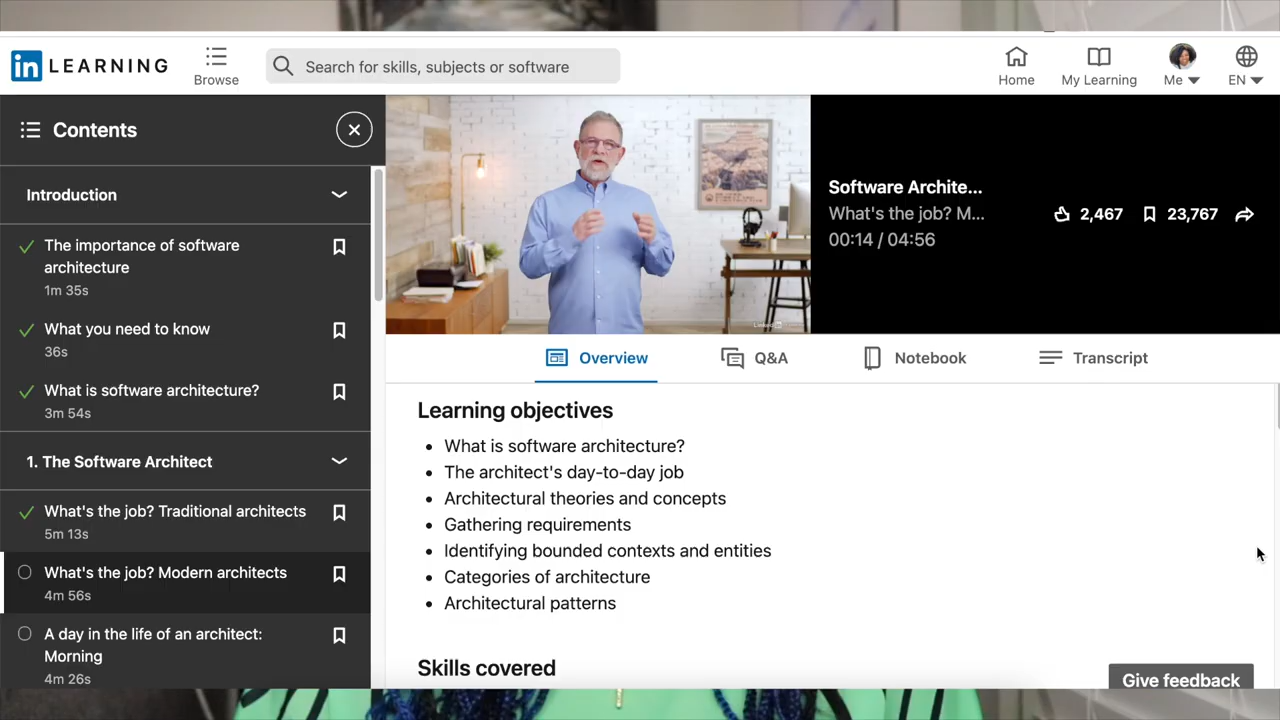 in LEARNING
Browse
Search for skills, subjects or software
Home
My Learning
Me
EN
Contents
Introduction
The importance of software
architecture
1m 35s
What you need to know
36s
What is software architecture?
3m 54s
1. The Software Architect
What's the job? Traditional architects
5m 13s
What's the job? Modern architects
4m 56s
A day in the life of an architect:
Morning
4m 26s
Software Archite...
What's the job? M...
00:14 / 04:56
2,467
23,767
Overview
Q&A
Notebook
Transcript
Learning objectives
• What is software architecture?
• The architect's day-to-day job
• Architectural theories and concepts
• Gathering requirements
• Identifying bounded contexts and entities
• Categories of architecture
• Architectural patterns
Skills covered
Give feedback